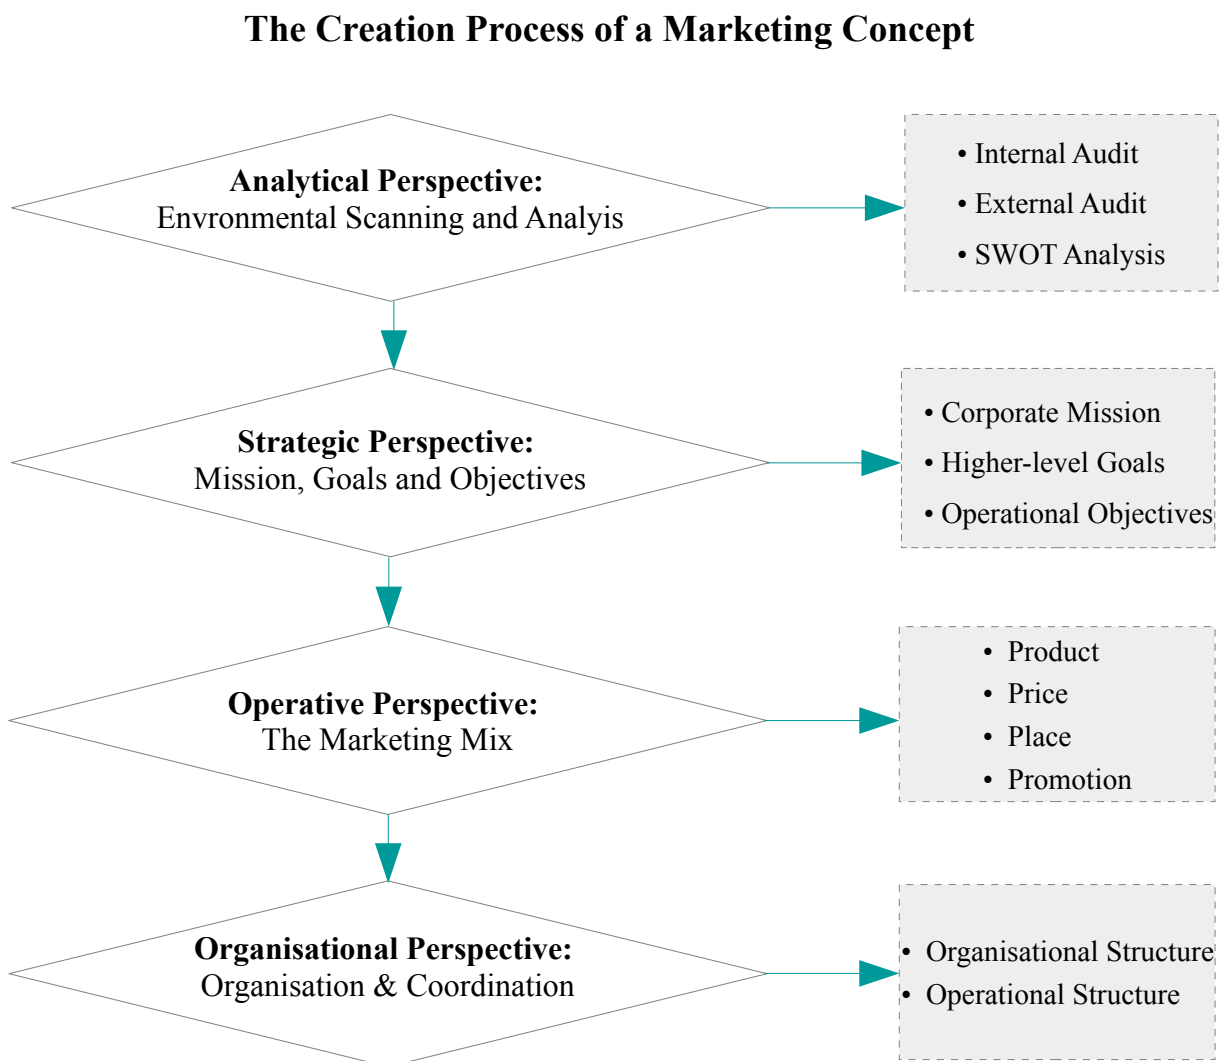 The Creation Process of a Marketing Concept
Analytical Perspective:
Envronmental Scanning and Analyis
• Internal Audit
• External Audit
• SWOT Analysis
Strategic Perspective:
Mission, Goals and Objectives
• Corporate Mission
• Higher-level Goals
• Operational Objectives
Operative Perspective:
The Marketing Mix
• Product
• Price
• Place
• Promotion
Organisational Perspective:
Organisation & Coordination
• Organisational Structure
• Operational Structure